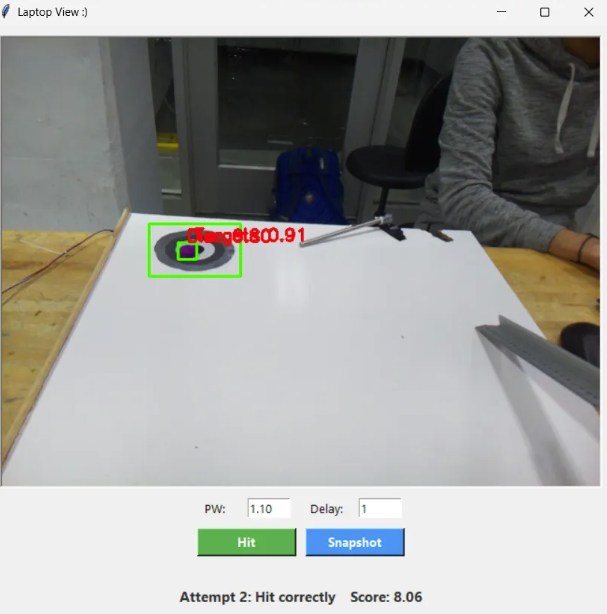 Laptop View :)
PW: 1.10 Delay: 1
Hit Snapshot
Attempt 2: Hit correctly Score: 8.06